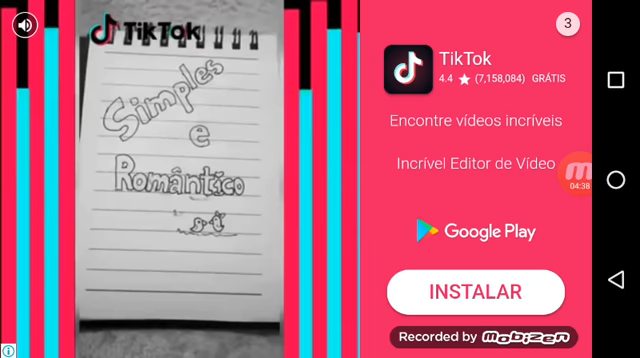 TikTok
Simples
e
Romântico
3
TikTok
4.4 ★ (7,158,084) GRÁTIS
Encontre vídeos incríveis
Incrível Editor de Vídeo
04:38
Google Play
INSTALAR
Recorded by mobizen